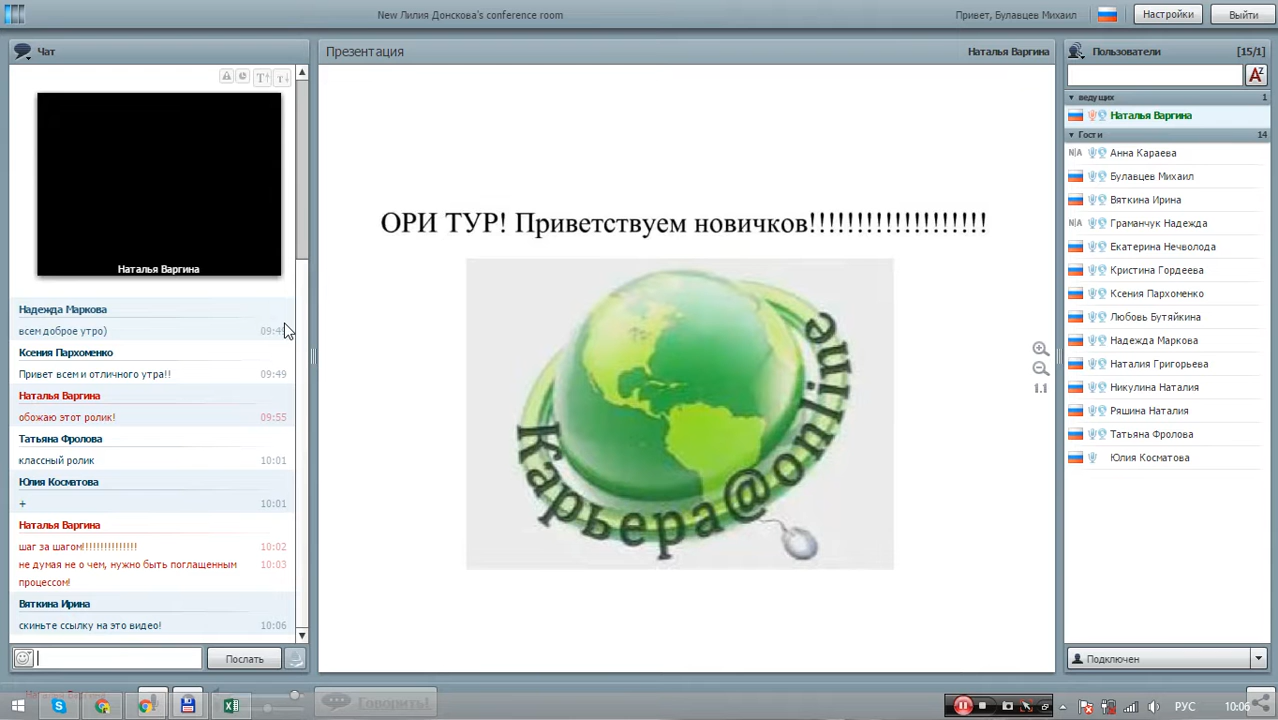 New Лилия Донскова's conference room
Привет, Булавцев Михаил
Настройки
Выйти
Чат
Наталья Варгина
Надежда Маркова
всем доброе утро)
Ксения Пархоменко
Привет всем и отличного утра!! 09:49
Наталья Варгина
обожаю этот ролик! 09:55
Татьяна Фролова
классный ролик 10:01
Юлия Косматова
+ 10:01
Наталья Варгина
шаг за шагом!!!!!!!!!!!!!! 10:02
не думая не о чем, нужно быть поглащенным 10:03
процессом!
Вяткина Ирина
скиньте ссылку на это видео! 10:06
Послать
Презентация
Наталья Варгина
ОРИ ТУР! Приветствуем новичков!!!!!!!!!!!!!!!!!!!
Карьера@online
1.1
Пользователи [15/1]
ведущих 1
Наталья Варгина
Гости 14
N/A Анна Караева
Булавцев Михаил
Вяткина Ирина
N/A Граманчук Надежда
Екатерина Нечволода
Кристина Гордеева
Ксения Пархоменко
Любовь Бутяйкина
Надежда Маркова
Наталия Григорьева
Никулина Наталия
Ряшина Наталия
Татьяна Фролова
Юлия Косматова
Подключен
Наталья Варгина
Говорить!
РУС
10:06